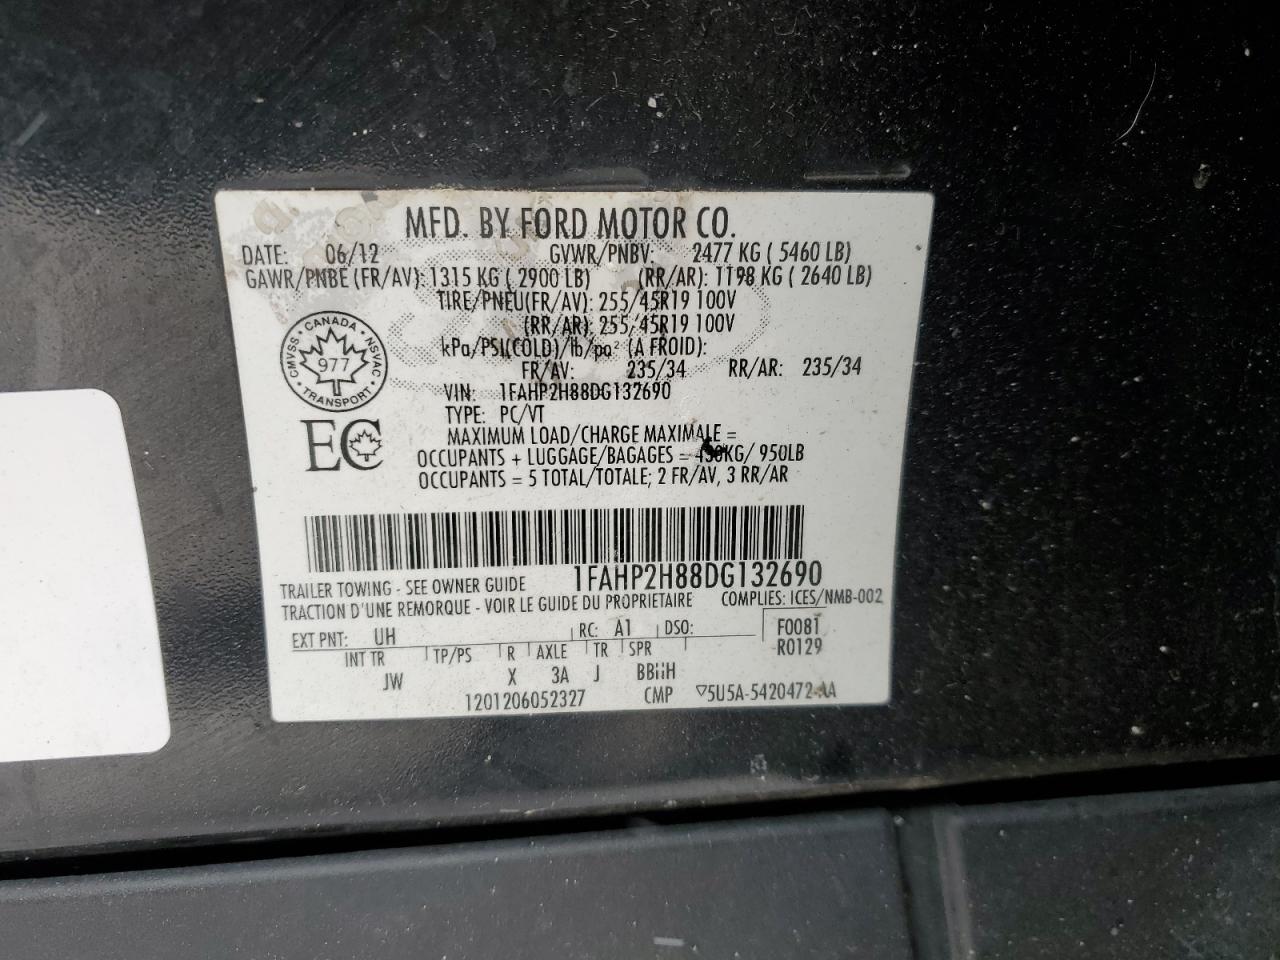 MFD. BY FORD MOTOR CO.
DATE: 06/12 GVWR/PNBV: 2477 KG ( 5460 LB)
GAWR/PNBE (FR/AV): 1315 KG ( 2900 LB) (RR/AR): 1198 KG ( 2640 LB)
TIRE/PNEU(FR/AV): 255/45R19 100V
(RR/AR): 255/45R19 100V
kPa/PSI(COLD)/lb/po² (A FROID):
FR/AV: 235/34 RR/AR: 235/34
CMVSS • CANADA • NSVAC
977
• TRANSPORT •
VIN: 1FAHP2H88DG132690
TYPE: PC/VT
EC
MAXIMUM LOAD/CHARGE MAXIMALE =
OCCUPANTS + LUGGAGE/BAGAGES = 430KG/ 950LB
OCCUPANTS = 5 TOTAL/TOTALE; 2 FR/AV, 3 RR/AR
1FAHP2H88DG132690
TRAILER TOWING - SEE OWNER GUIDE
TRACTION D'UNE REMORQUE - VOIR LE GUIDE DU PROPRIETAIRE COMPLIES: ICES/NMB-002
EXT PNT: UH RC: A1 DSO: F0081
R0129
INT TR TP/PS R AXLE TR SPR
JW X 3A J BBHH
1201206052327 CMP ▽5U5A-5420472-AA